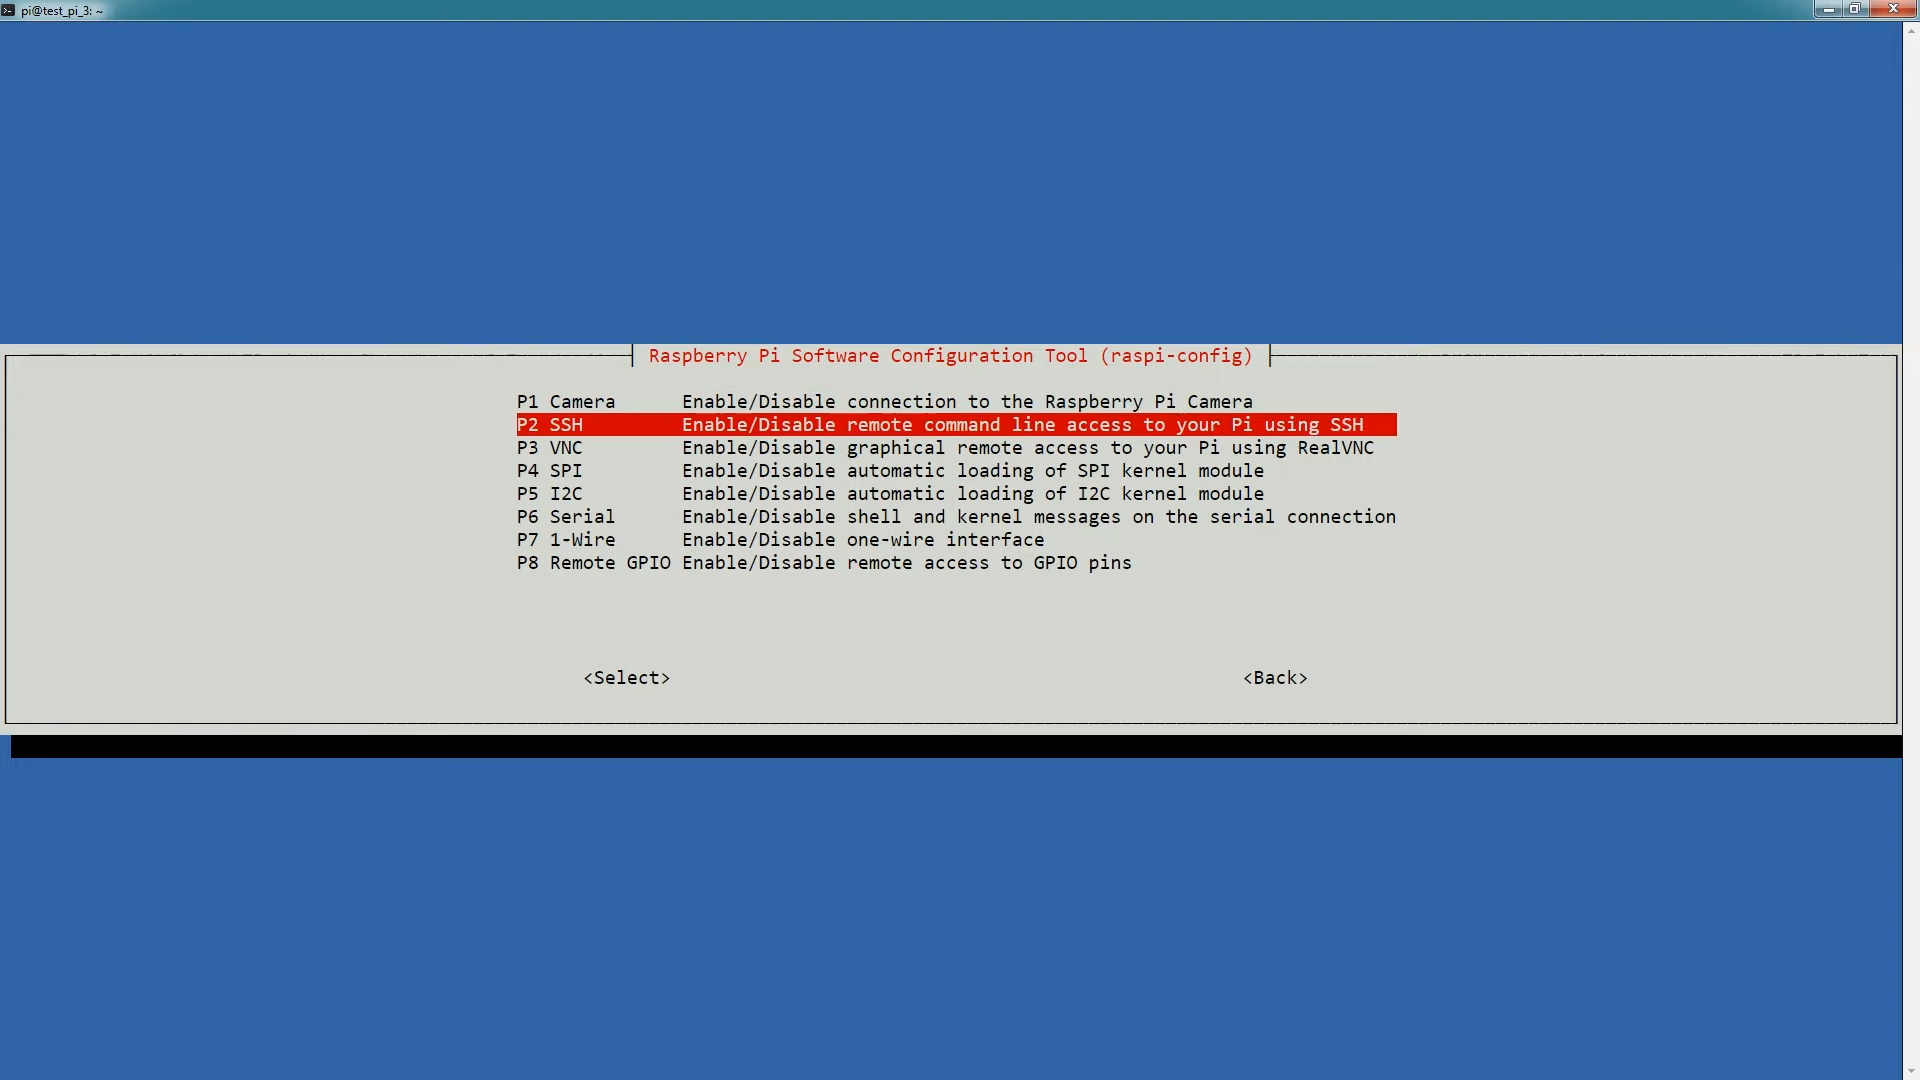 pi@test_pi_3: ~
Raspberry Pi Software Configuration Tool (raspi-config)
P1 Camera Enable/Disable connection to the Raspberry Pi Camera
P2 SSH Enable/Disable remote command line access to your Pi using SSH
P3 VNC Enable/Disable graphical remote access to your Pi using RealVNC
P4 SPI Enable/Disable automatic loading of SPI kernel module
P5 I2C Enable/Disable automatic loading of I2C kernel module
P6 Serial Enable/Disable shell and kernel messages on the serial connection
P7 1-Wire Enable/Disable one-wire interface
P8 Remote GPIO Enable/Disable remote access to GPIO pins
<Select> <Back>